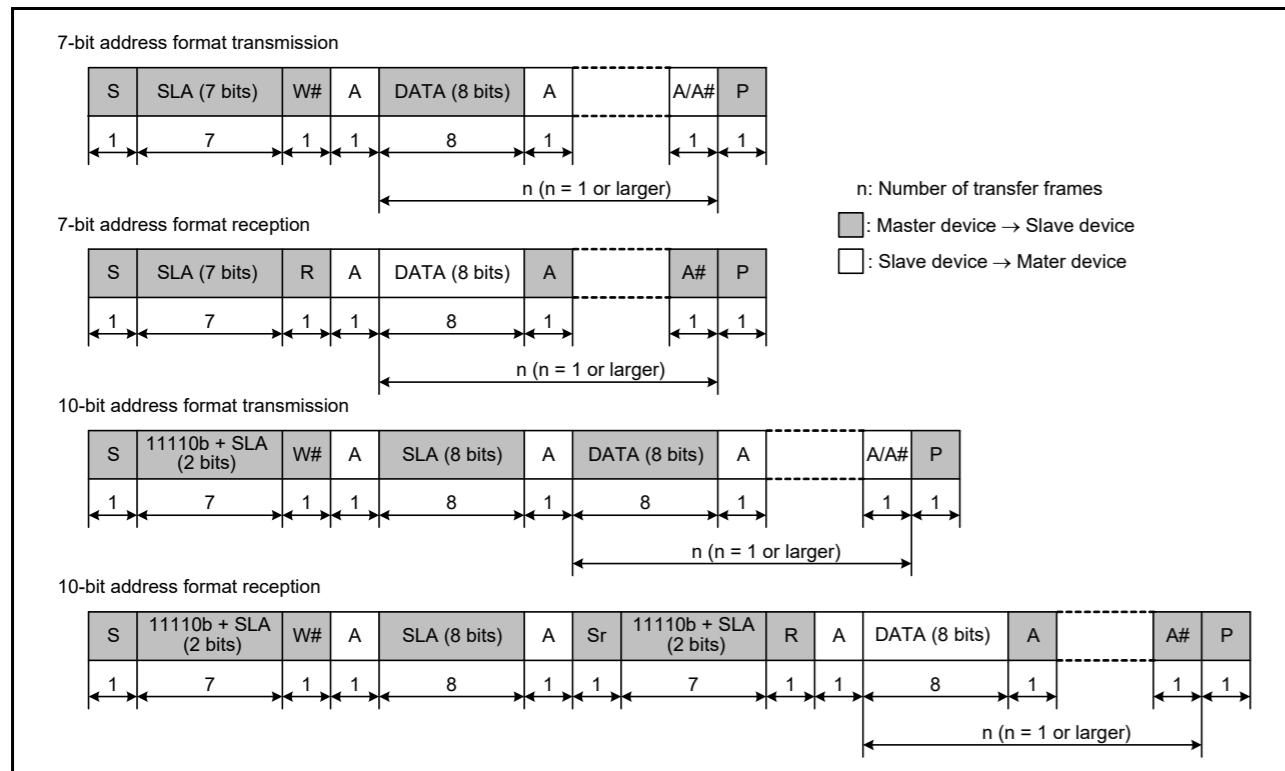 7-bit address format transmission
S SLA (7 bits) W# A DATA (8 bits) A A/A# P
1 7 1 1 8 1 1 1
n (n = 1 or larger)
n: Number of transfer frames
: Master device → Slave device
: Slave device → Mater device
7-bit address format reception
S SLA (7 bits) R A DATA (8 bits) A A# P
1 7 1 1 8 1 1 1
n (n = 1 or larger)
10-bit address format transmission
S 11110b + SLA (2 bits) W# A SLA (8 bits) A DATA (8 bits) A A/A# P
1 7 1 1 8 1 8 1 1 1
n (n = 1 or larger)
10-bit address format reception
S 11110b + SLA (2 bits) W# A SLA (8 bits) A Sr 11110b + SLA (2 bits) R A DATA (8 bits) A A# P
1 7 1 1 8 1 1 7 1 1 8 1 1 1
n (n = 1 or larger)